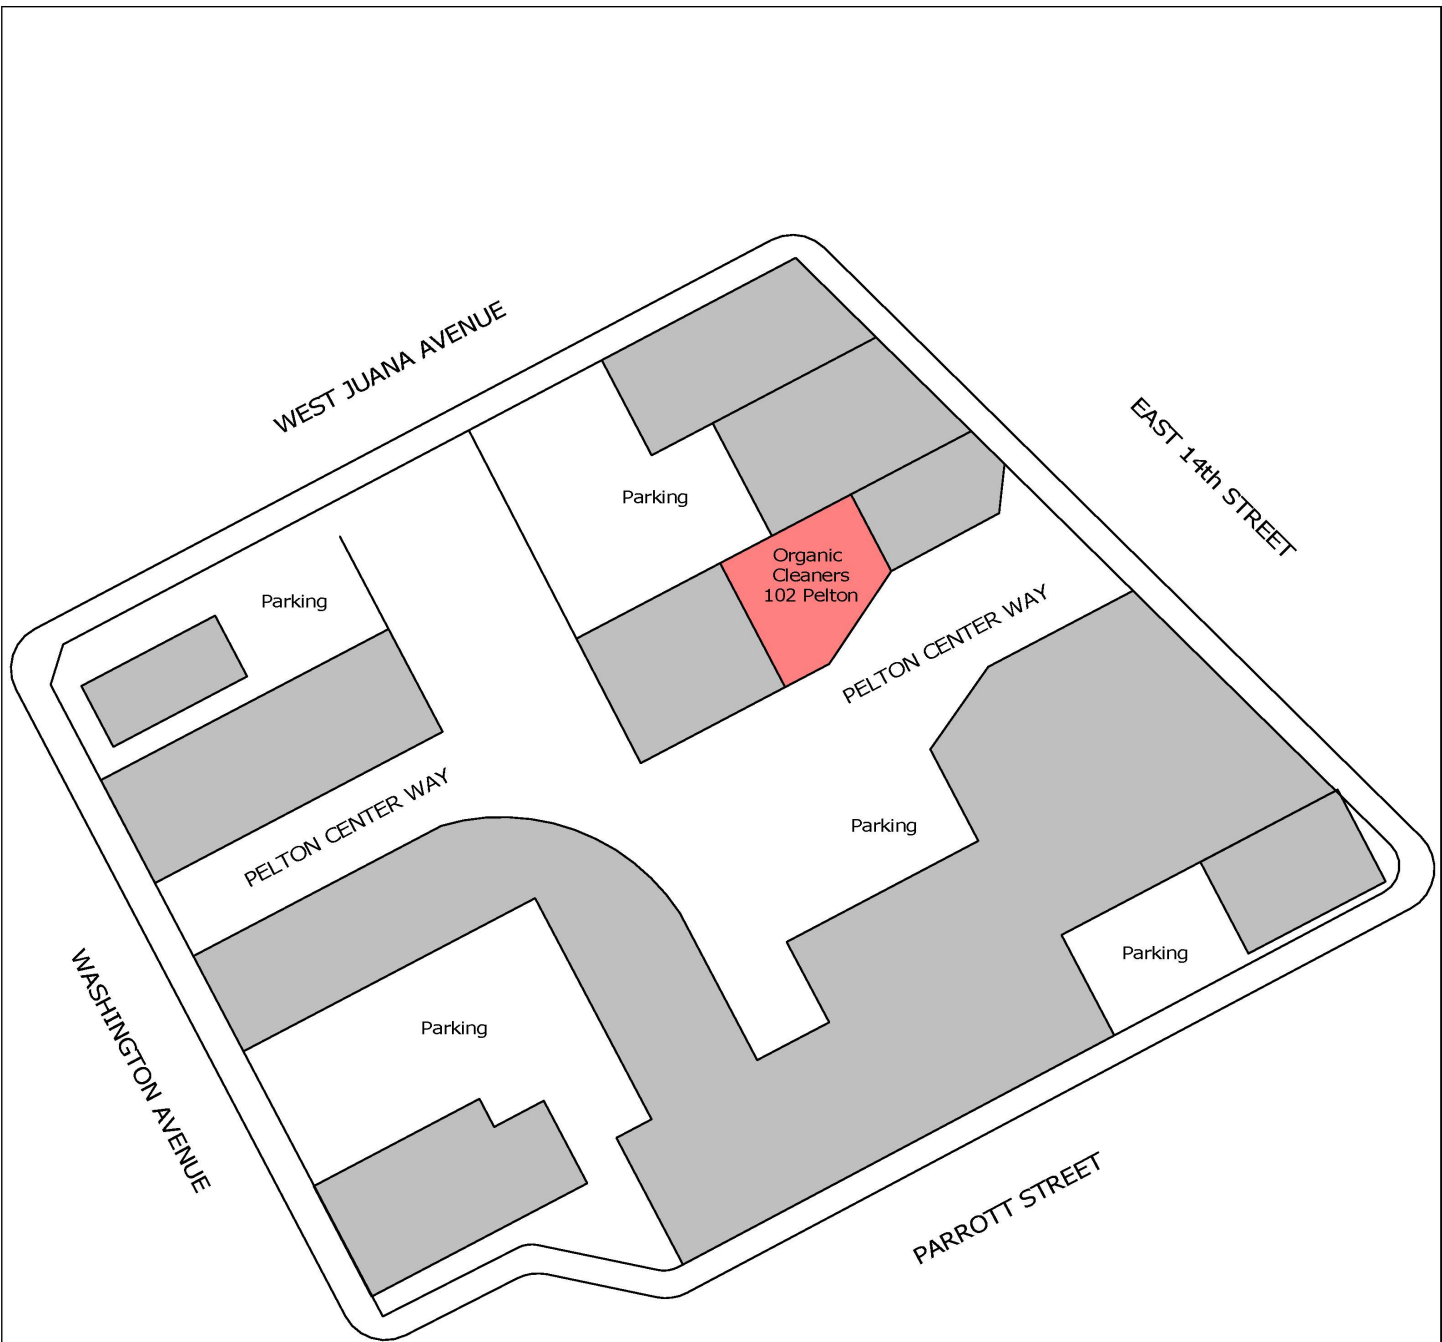 WEST JUANA AVENUE
EAST 14th STREET
Parking
Organic
Cleaners
102 Pelton
Parking
PELTON CENTER WAY
PELTON CENTER WAY
Parking
Parking
WASHINGTON AVENUE
Parking
PARROTT STREET